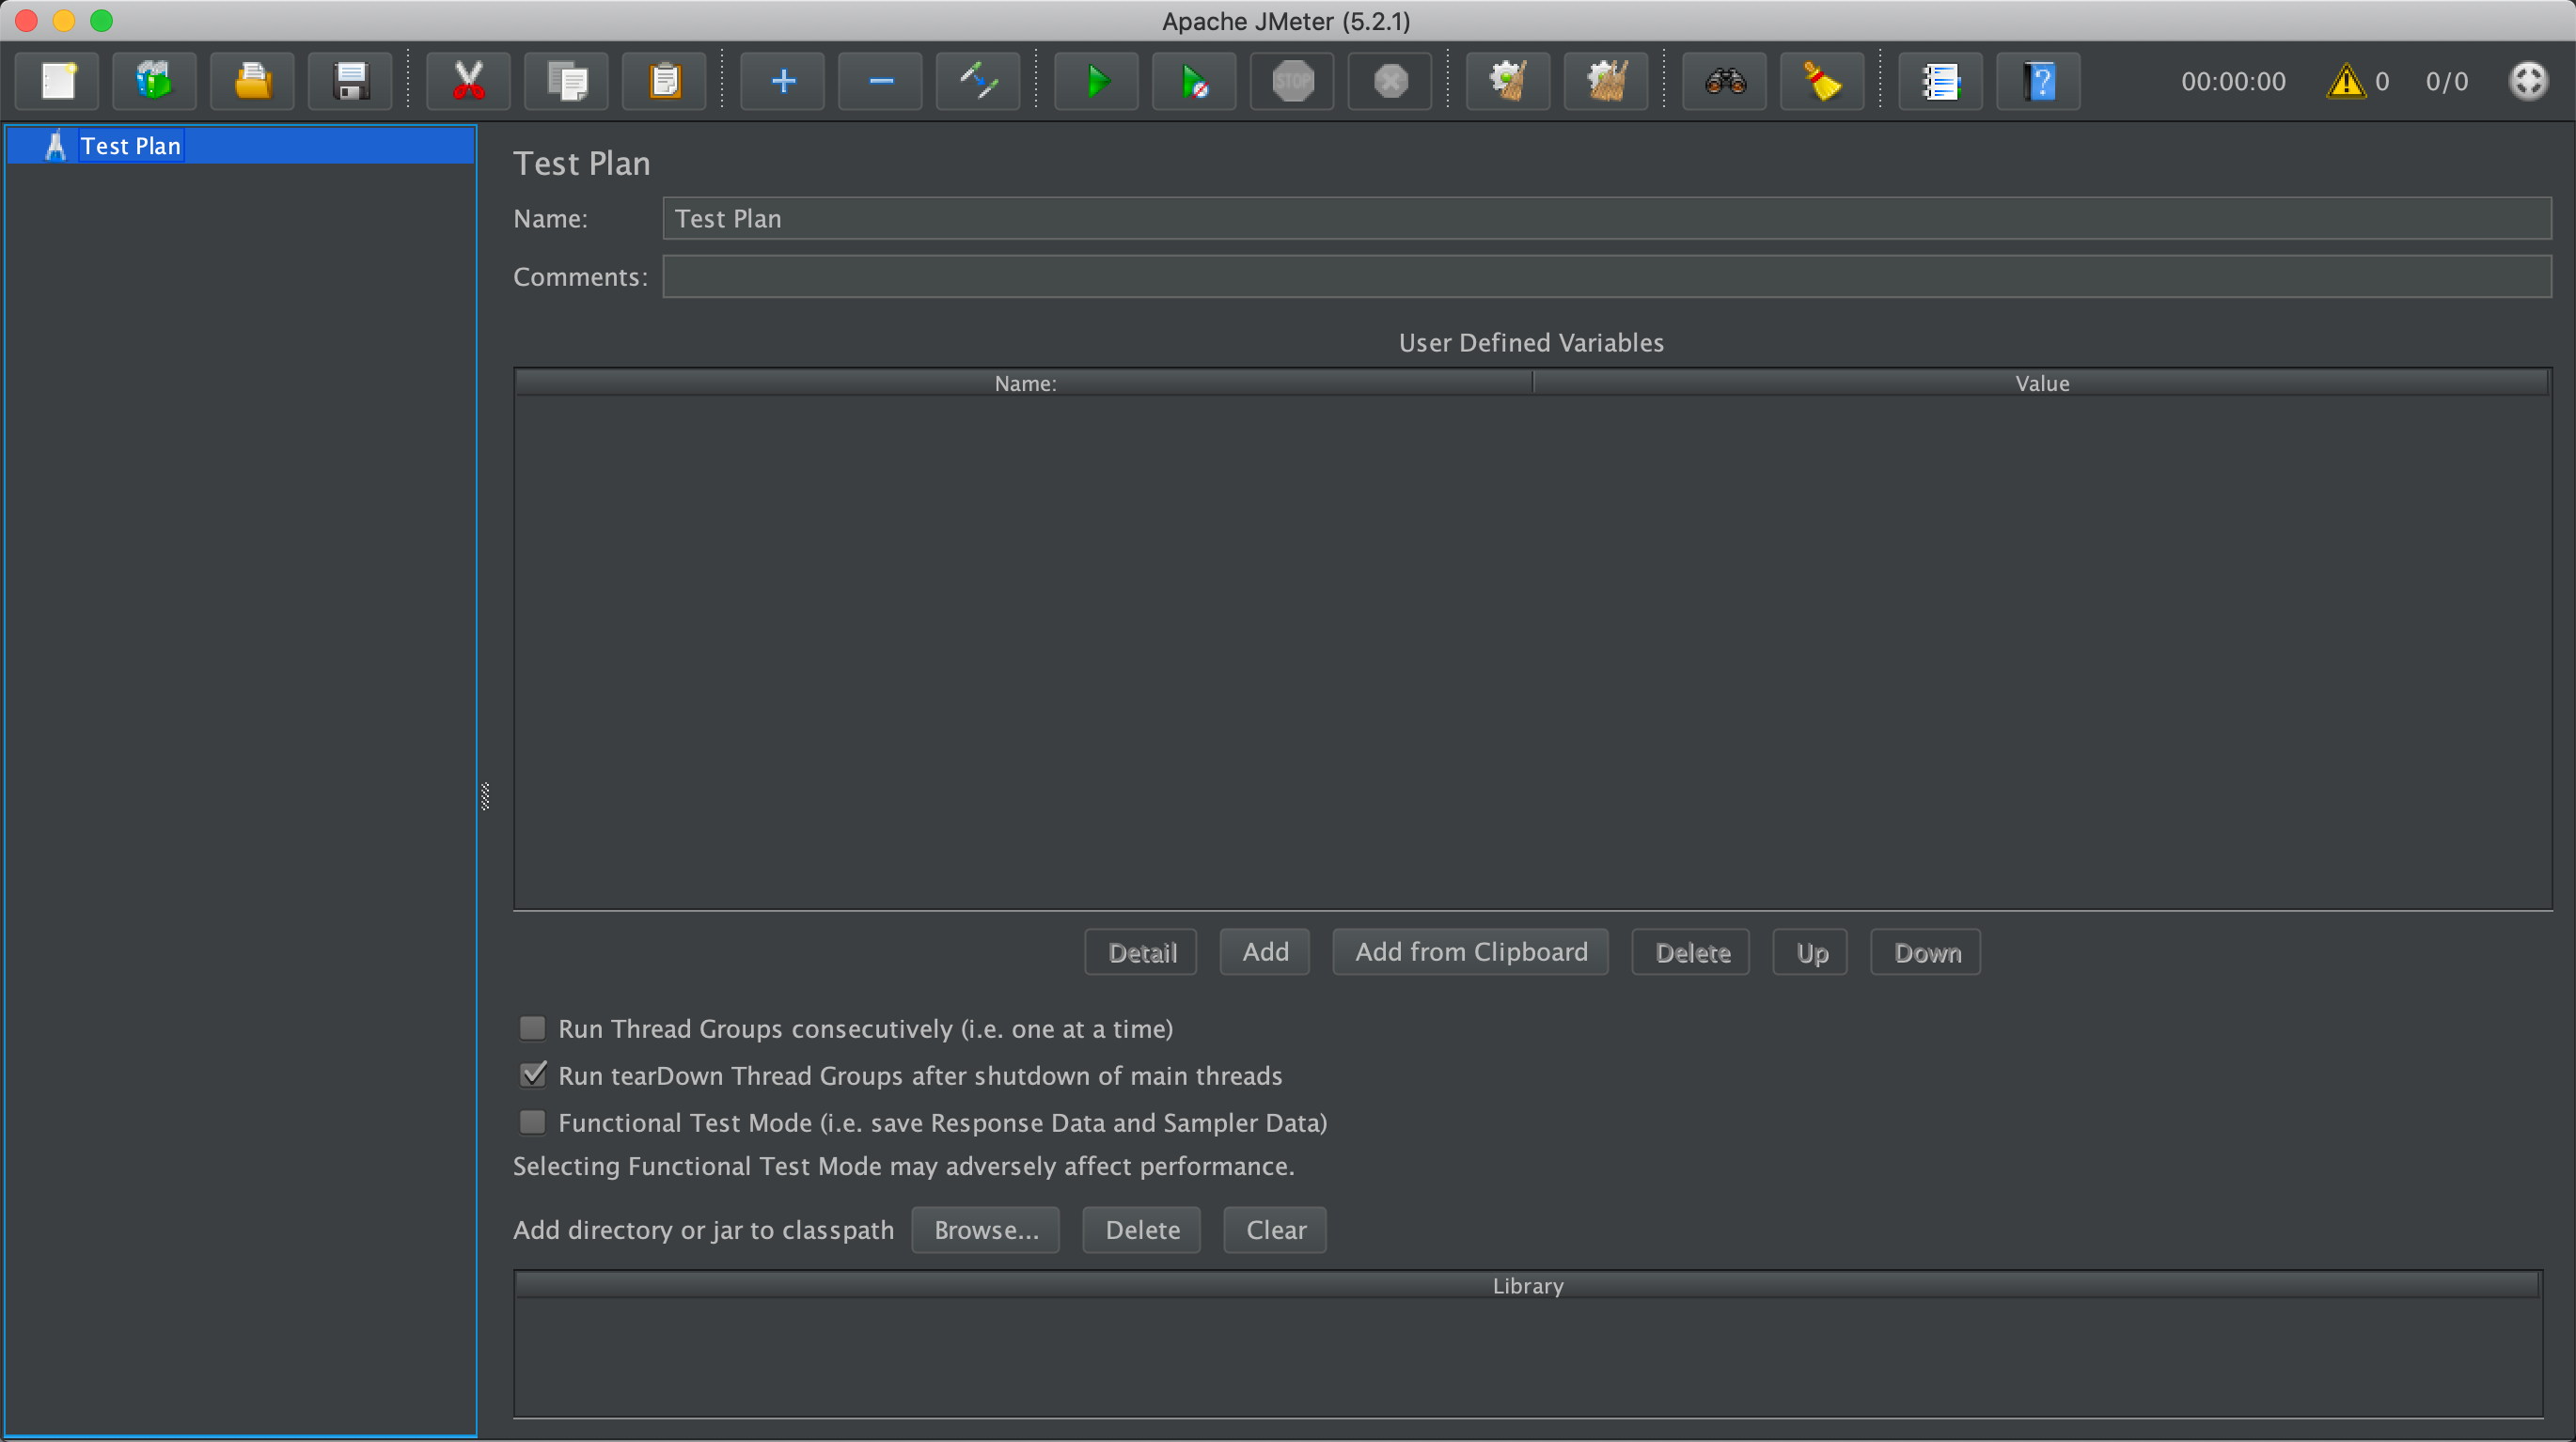 Apache JMeter (5.2.1)
STOP
?
00:00:00
0
0/0
Test Plan
Test Plan
Name:
Test Plan
Comments:
User Defined Variables
Name:
Value
Detail
Add
Add from Clipboard
Delete
Up
Down
Run Thread Groups consecutively (i.e. one at a time)
Run tearDown Thread Groups after shutdown of main threads
Functional Test Mode (i.e. save Response Data and Sampler Data)
Selecting Functional Test Mode may adversely affect performance.
Add directory or jar to classpath
Browse...
Delete
Clear
Library